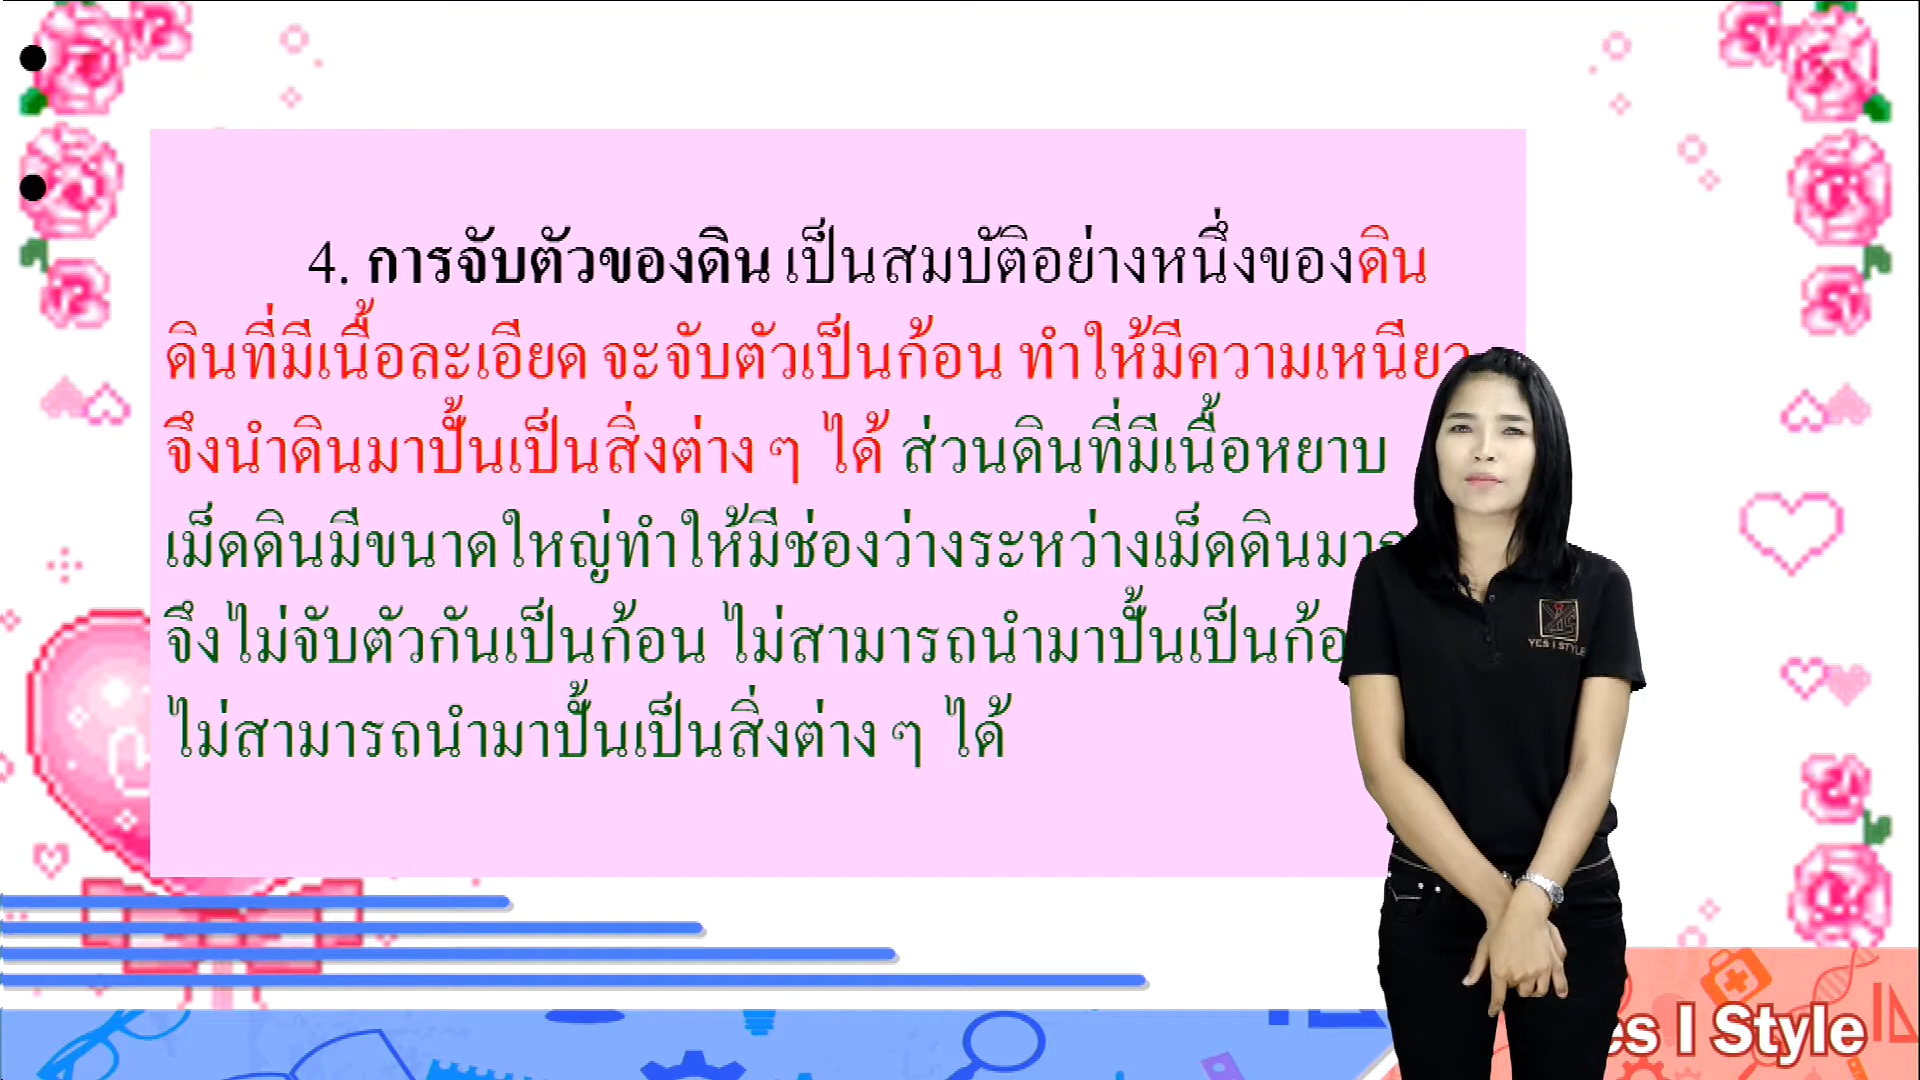 4. การจับตัวของดิน เป็นสมบัติอย่างหนึ่งของดิน
ดินที่มีเนื้อละเอียด จะจับตัวเป็นก้อน ทำให้มีความเหนียว
จึงนำดินมาปั้นเป็นสิ่งต่าง ๆ ได้ ส่วนดินที่มีเนื้อหยาบ
เม็ดดินมีขนาดใหญ่ทำให้มีช่องว่างระหว่างเม็ดดิน
จึงไม่จับตัวกันเป็นก้อน ไม่สามารถนำมาปั้นเป็น
ไม่สามารถนำมาปั้นเป็นสิ่งต่าง ๆ ได้
YES I STYLE
I Style